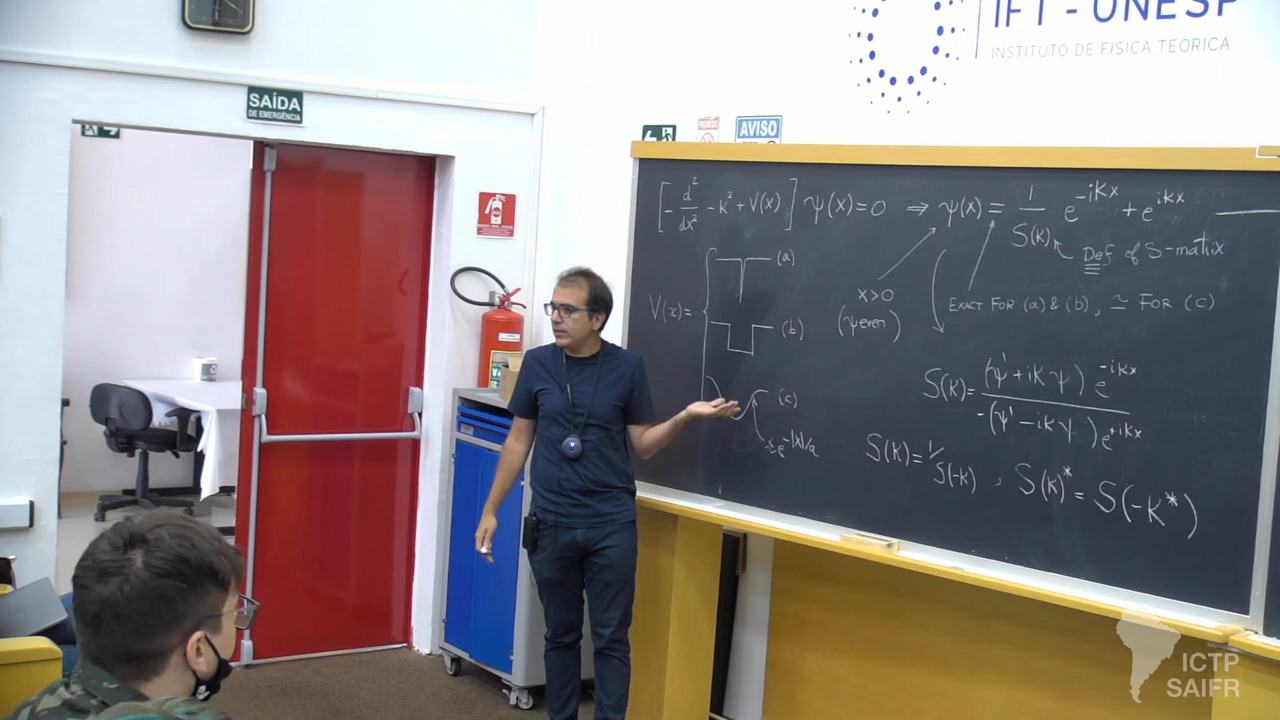 IFT - UNESP
INSTITUTO DE FISICA TEORICA
SAÍDA
DE EMERGÊNCIA
AVISO
[-d²/dx² - K² + V(x)] ψ(x)=0 ⇒ ψ(x) = 1/S(K) e^{-iKx} + e^{iKx}
Def of S-matrix
V(x)= { (a)
(b)
(c)
e^{-|x|/a}
x>0
(ψ even)
EXACT FOR (a) & (b), ≃ FOR (c)
S(K)= (ψ'+iKψ) e^{-iKx} / -(ψ'-iKψ) e^{+iKx}
S(K)=1/S(-K) , S(K)*=S(-K*)
ICTP
SAIFR